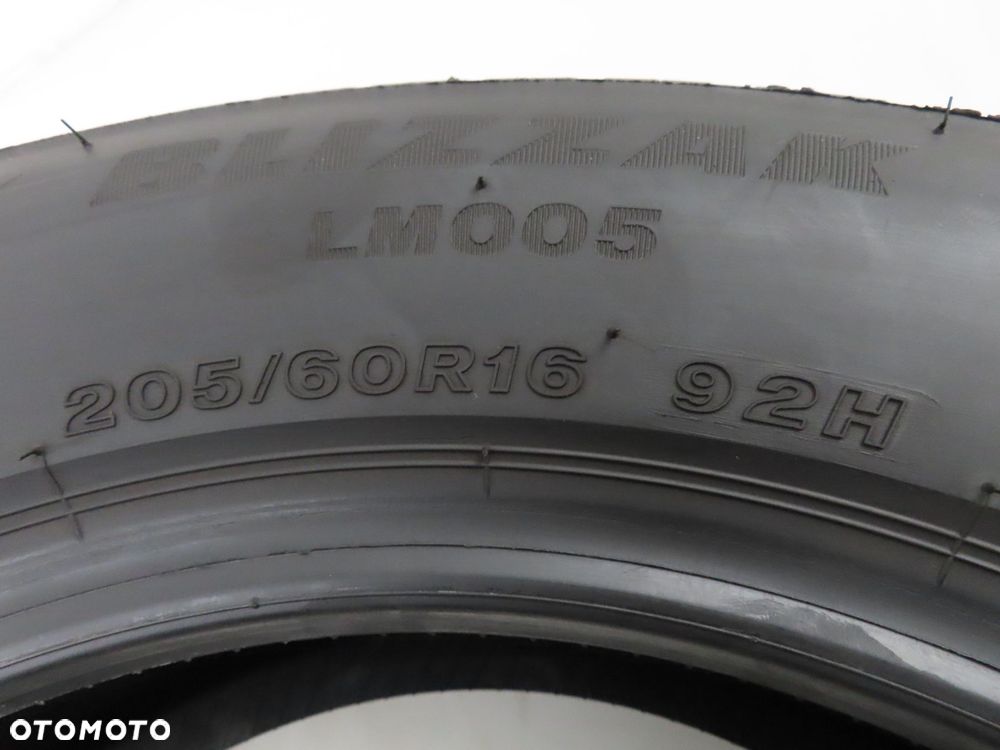 BLIZZAK
LM005
205/60R16 92H
OTOMOTO